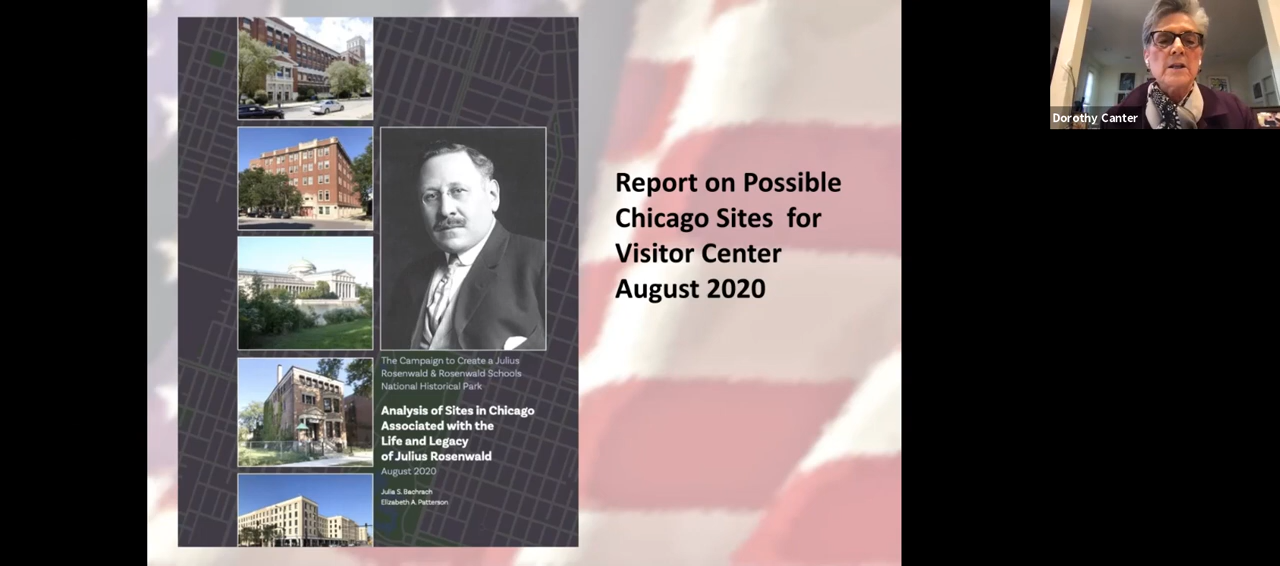 Report on Possible
Chicago Sites for
Visitor Center
August 2020
The Campaign to Create a Julius
Rosenwald & Rosenwald Schools
National Historical Park
Analysis of Sites in Chicago
Associated with the
Life and Legacy
of Julius Rosenwald
August 2020
Julia S. Bachrach
Elizabeth A. Patterson
Dorothy Canter